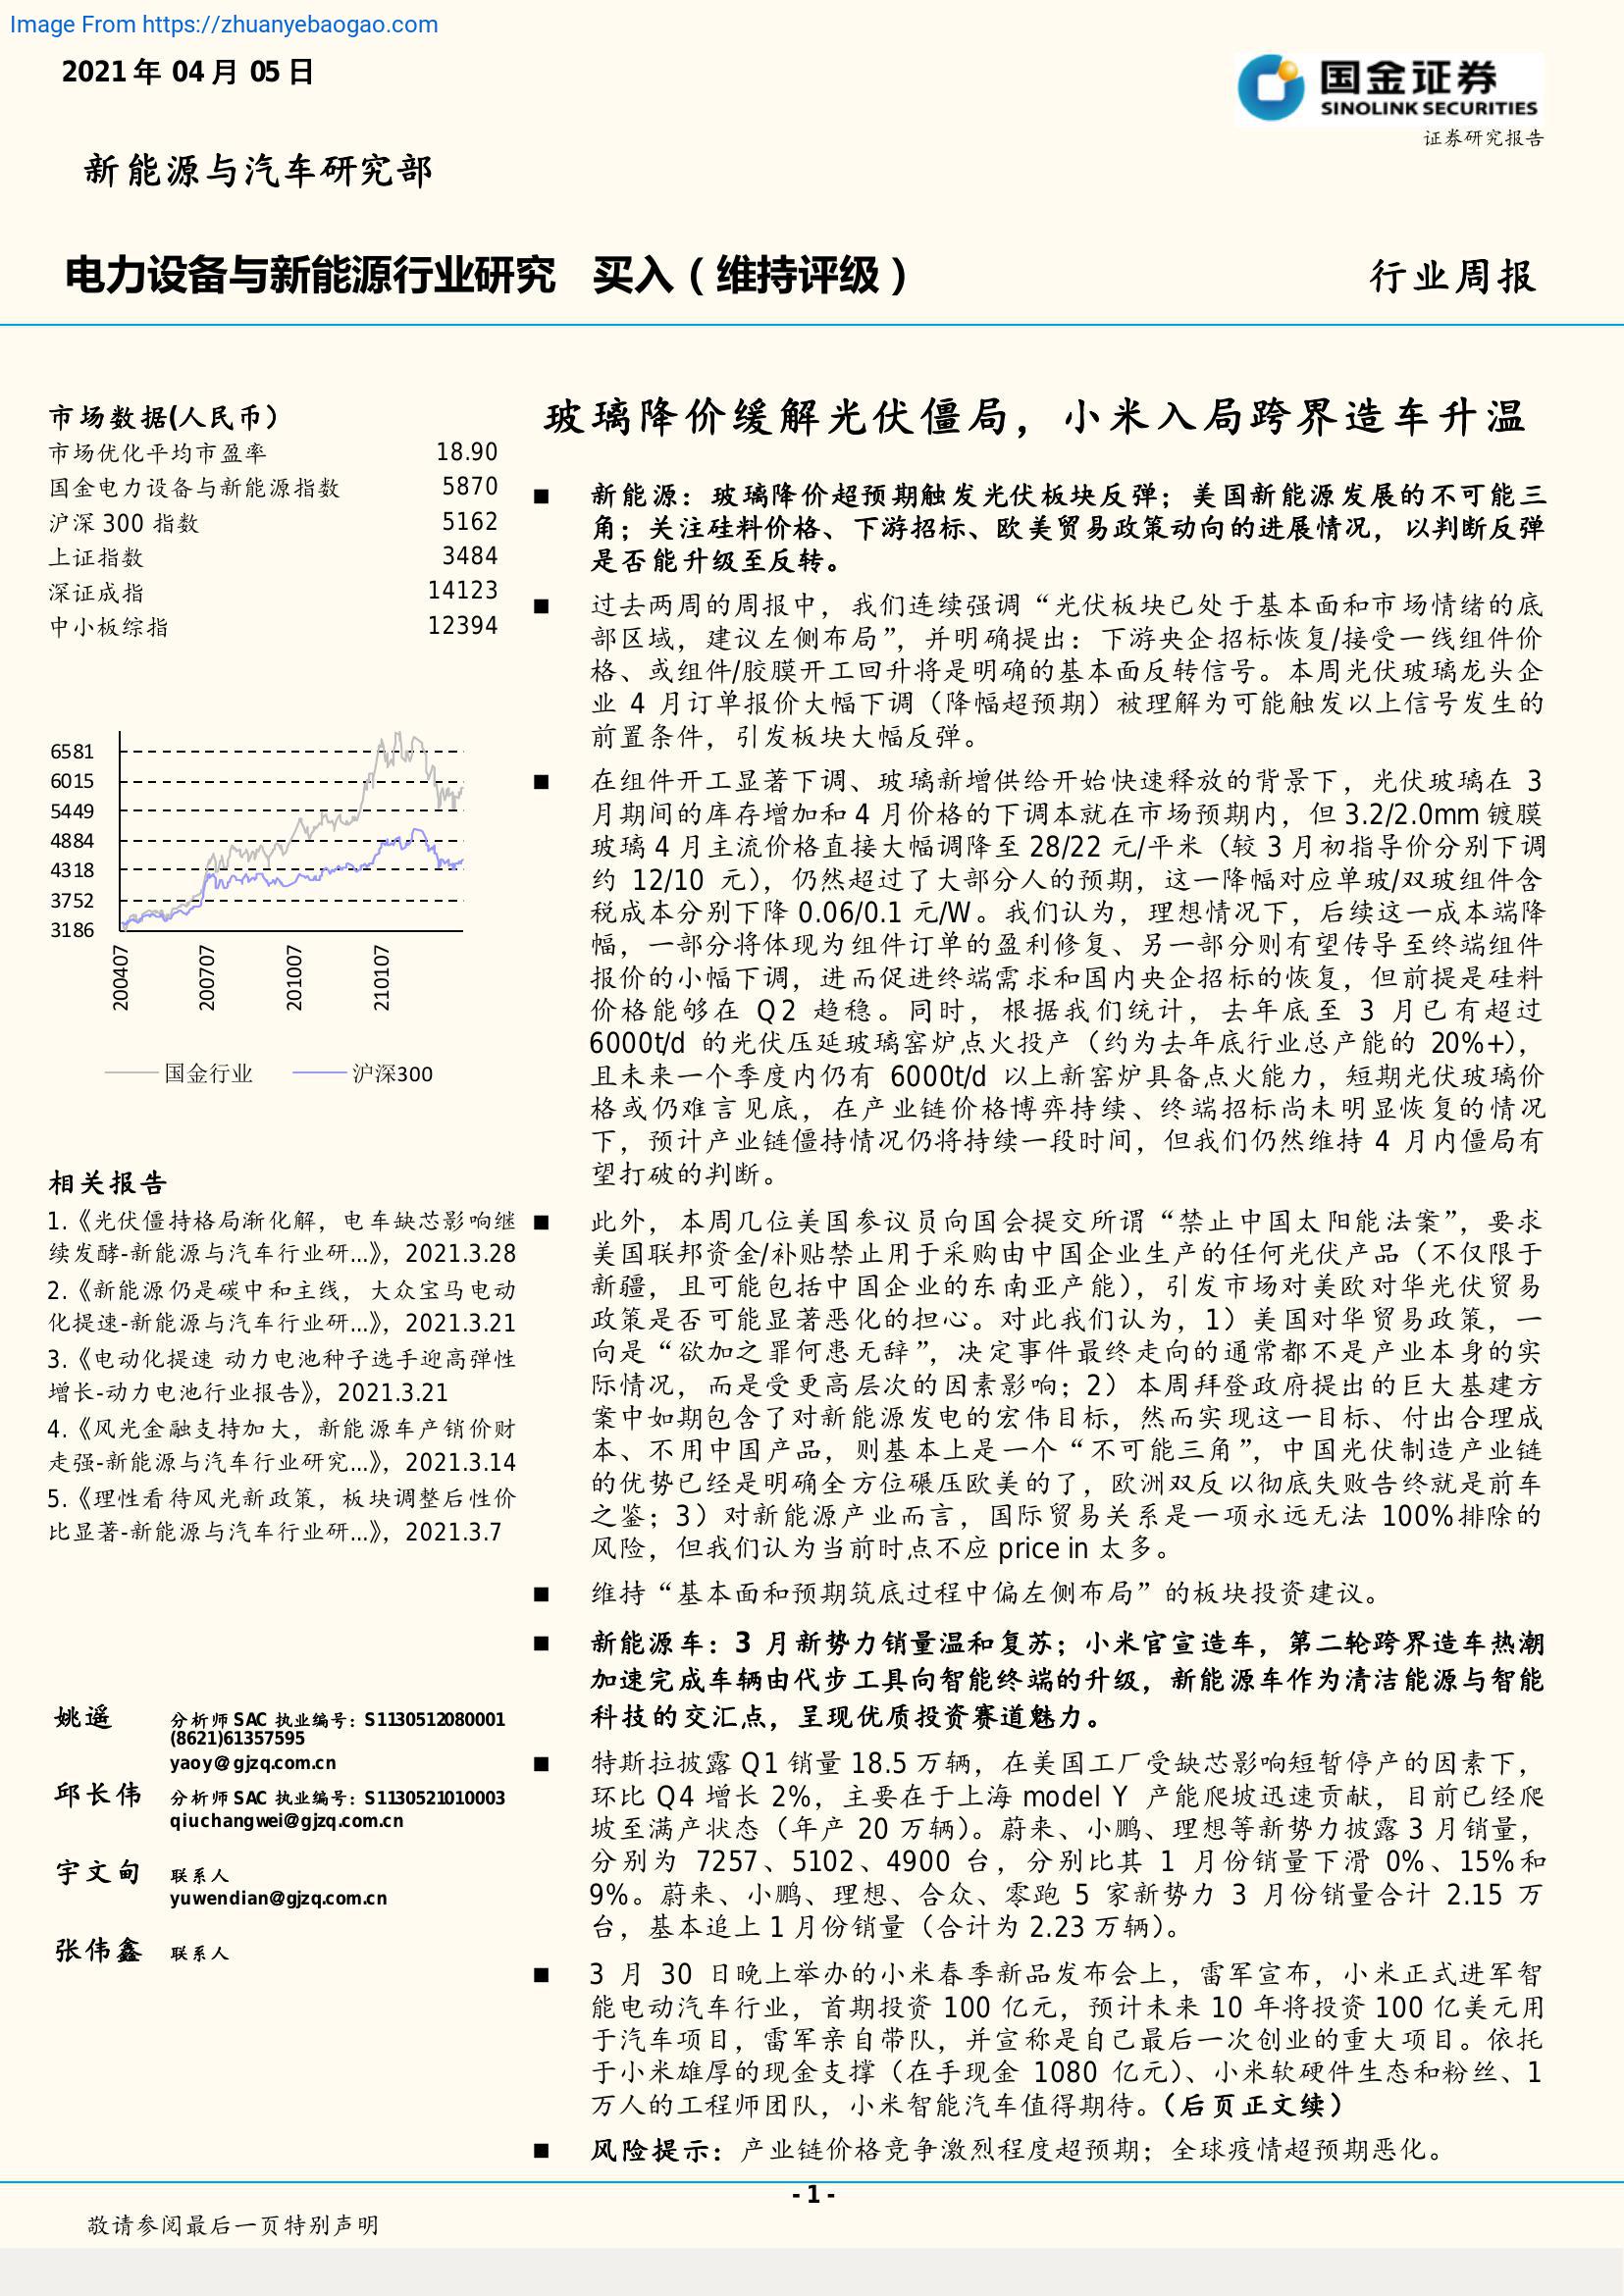 Image From https://zhuanyebaogao.com
2021 年 04 月 05 日
国金证券
SINOLINK SECURITIES
证券研究报告
新能源与汽车研究部
电力设备与新能源行业研究 买入（维持评级）
行业周报
市场数据(人民币）
市场优化平均市盈率 18.90
国金电力设备与新能源指数 5870
沪深 300 指数 5162
上证指数 3484
深证成指 14123
中小板综指 12394
6581
6015
5449
4884
4318
3752
3186
200407
200707
201007
210107
国金行业 沪深300
相关报告
1.《光伏僵持格局渐化解，电车缺芯影响继
续发酵-新能源与汽车行业研...》，2021.3.28
2.《新能源仍是碳中和主线，大众宝马电动
化提速-新能源与汽车行业研...》，2021.3.21
3.《电动化提速 动力电池种子选手迎高弹性
增长-动力电池行业报告》，2021.3.21
4.《风光金融支持加大，新能源车产销价财
走强-新能源与汽车行业研究...》，2021.3.14
5.《理性看待风光新政策，板块调整后性价
比显著-新能源与汽车行业研...》，2021.3.7
姚遥 分析师 SAC 执业编号：S1130512080001
(8621)61357595
yaoy@gjzq.com.cn
邱长伟 分析师 SAC 执业编号：S1130521010003
qiuchangwei@gjzq.com.cn
宇文甸 联系人
yuwendian@gjzq.com.cn
张伟鑫 联系人
玻璃降价缓解光伏僵局，小米入局跨界造车升温
■ 新能源：玻璃降价超预期触发光伏板块反弹；美国新能源发展的不可能三
角；关注硅料价格、下游招标、欧美贸易政策动向的进展情况，以判断反弹
是否能升级至反转。
■ 过去两周的周报中，我们连续强调“光伏板块已处于基本面和市场情绪的底
部区域，建议左侧布局”，并明确提出：下游央企招标恢复/接受一线组件价
格、或组件/胶膜开工回升将是明确的基本面反转信号。本周光伏玻璃龙头企
业 4 月订单报价大幅下调（降幅超预期）被理解为可能触发以上信号发生的
前置条件，引发板块大幅反弹。
■ 在组件开工显著下调、玻璃新增供给开始快速释放的背景下，光伏玻璃在 3
月期间的库存增加和 4 月价格的下调本就在市场预期内，但 3.2/2.0mm 镀膜
玻璃 4 月主流价格直接大幅调降至 28/22 元/平米（较 3 月初指导价分别下调
约 12/10 元），仍然超过了大部分人的预期，这一降幅对应单玻/双玻组件含
税成本分别下降 0.06/0.1 元/W。我们认为，理想情况下，后续这一成本端降
幅，一部分将体现为组件订单的盈利修复、另一部分则有望传导至终端组件
报价的小幅下调，进而促进终端需求和国内央企招标的恢复，但前提是硅料
价格能够在 Q2 趋稳。同时，根据我们统计，去年底至 3 月已有超过
6000t/d 的光伏压延玻璃窑炉点火投产（约为去年底行业总产能的 20%+），
且未来一个季度内仍有 6000t/d 以上新窑炉具备点火能力，短期光伏玻璃价
格或仍难言见底，在产业链价格博弈持续、终端招标尚未明显恢复的情况
下，预计产业链僵持情况仍将持续一段时间，但我们仍然维持 4 月内僵局有
望打破的判断。
■ 此外，本周几位美国参议员向国会提交所谓“禁止中国太阳能法案”，要求
美国联邦资金/补贴禁止用于采购由中国企业生产的任何光伏产品（不仅限于
新疆，且可能包括中国企业的东南亚产能），引发市场对美欧对华光伏贸易
政策是否可能显著恶化的担心。对此我们认为，1）美国对华贸易政策，一
向是“欲加之罪何患无辞”，决定事件最终走向的通常都不是产业本身的实
际情况，而是受更高层次的因素影响；2）本周拜登政府提出的巨大基建方
案中如期包含了对新能源发电的宏伟目标，然而实现这一目标、付出合理成
本、不用中国产品，则基本上是一个“不可能三角”，中国光伏制造产业链
的优势已经是明确全方位碾压欧美的了，欧洲双反以彻底失败告终就是前车
之鉴；3）对新能源产业而言，国际贸易关系是一项永远无法 100%排除的
风险，但我们认为当前时点不应 price in 太多。
■ 维持“基本面和预期筑底过程中偏左侧布局”的板块投资建议。
■ 新能源车：3 月新势力销量温和复苏；小米官宣造车，第二轮跨界造车热潮
加速完成车辆由代步工具向智能终端的升级，新能源车作为清洁能源与智能
科技的交汇点，呈现优质投资赛道魅力。
■ 特斯拉披露 Q1 销量 18.5 万辆，在美国工厂受缺芯影响短暂停产的因素下，
环比 Q4 增长 2%，主要在于上海 model Y 产能爬坡迅速贡献，目前已经爬
坡至满产状态（年产 20 万辆）。蔚来、小鹏、理想等新势力披露 3 月销量，
分别为 7257、5102、4900 台，分别比其 1 月份销量下滑 0%、15%和
9%。蔚来、小鹏、理想、合众、零跑 5 家新势力 3 月份销量合计 2.15 万
台，基本追上 1 月份销量（合计为 2.23 万辆）。
■ 3 月 30 日晚上举办的小米春季新品发布会上，雷军宣布，小米正式进军智
能电动汽车行业，首期投资 100 亿元，预计未来 10 年将投资 100 亿美元用
于汽车项目，雷军亲自带队，并宣称是自己最后一次创业的重大项目。依托
于小米雄厚的现金支撑（在手现金 1080 亿元）、小米软硬件生态和粉丝、1
万人的工程师团队，小米智能汽车值得期待。（后页正文续）
■ 风险提示：产业链价格竞争激烈程度超预期；全球疫情超预期恶化。
- 1 -
敬请参阅最后一页特别声明